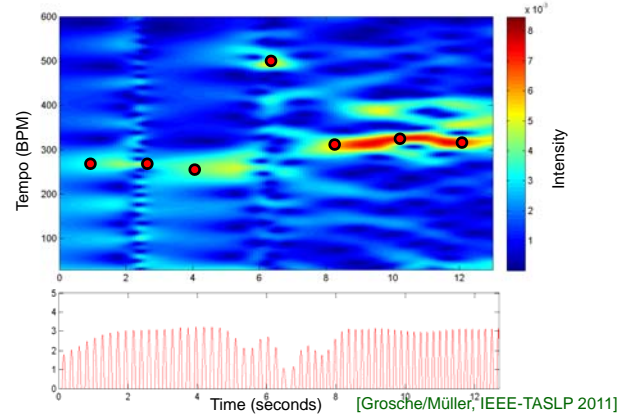 600
500
400
300
200
100
0 2 4 6 8 10 12
Tempo (BPM)
x 10⁻³
8
7
6
5
4
3
2
1
Intensity
5
4
3
2
1
0
0 2 4 6 8 10 12
Time (seconds)
[Grosche/Müller, IEEE-TASLP 2011]